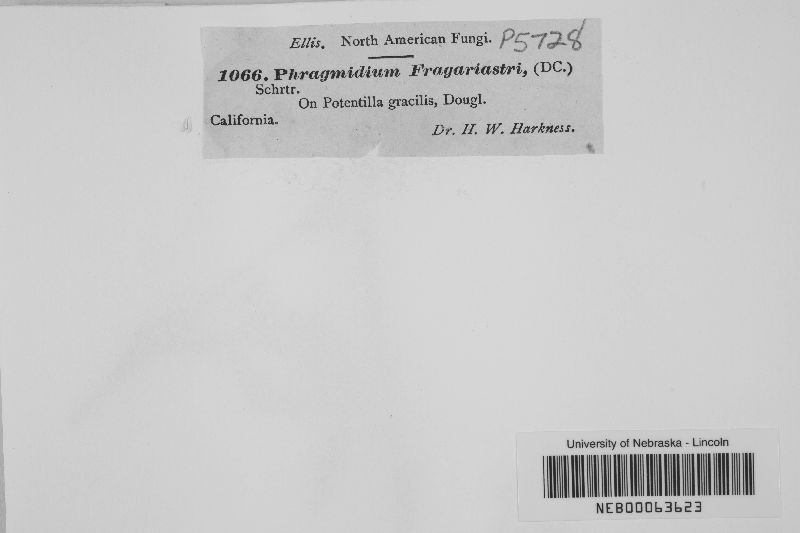 Ellis. North American Fungi. P5728
1066. Phragmidium Fragariastri, (DC.)
Schrtr.
On Potentilla gracilis, Dougl.
California.
Dr. H. W. Harkness.
University of Nebraska - Lincoln
NEB00063623